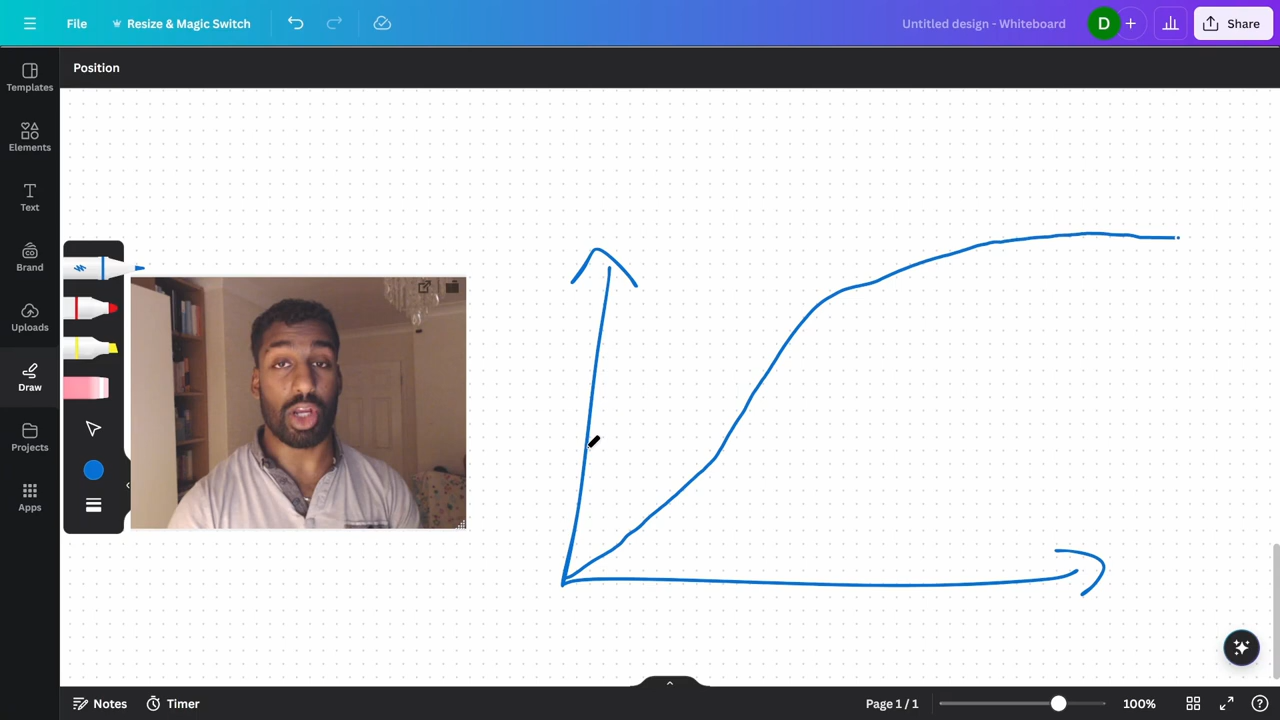 File
Resize & Magic Switch
Untitled design - Whiteboard
D
+
Share
Templates
Position
Elements
Text
T
Brand
Uploads
Draw
Projects
Apps
Notes
Timer
Page 1 / 1
100%
?